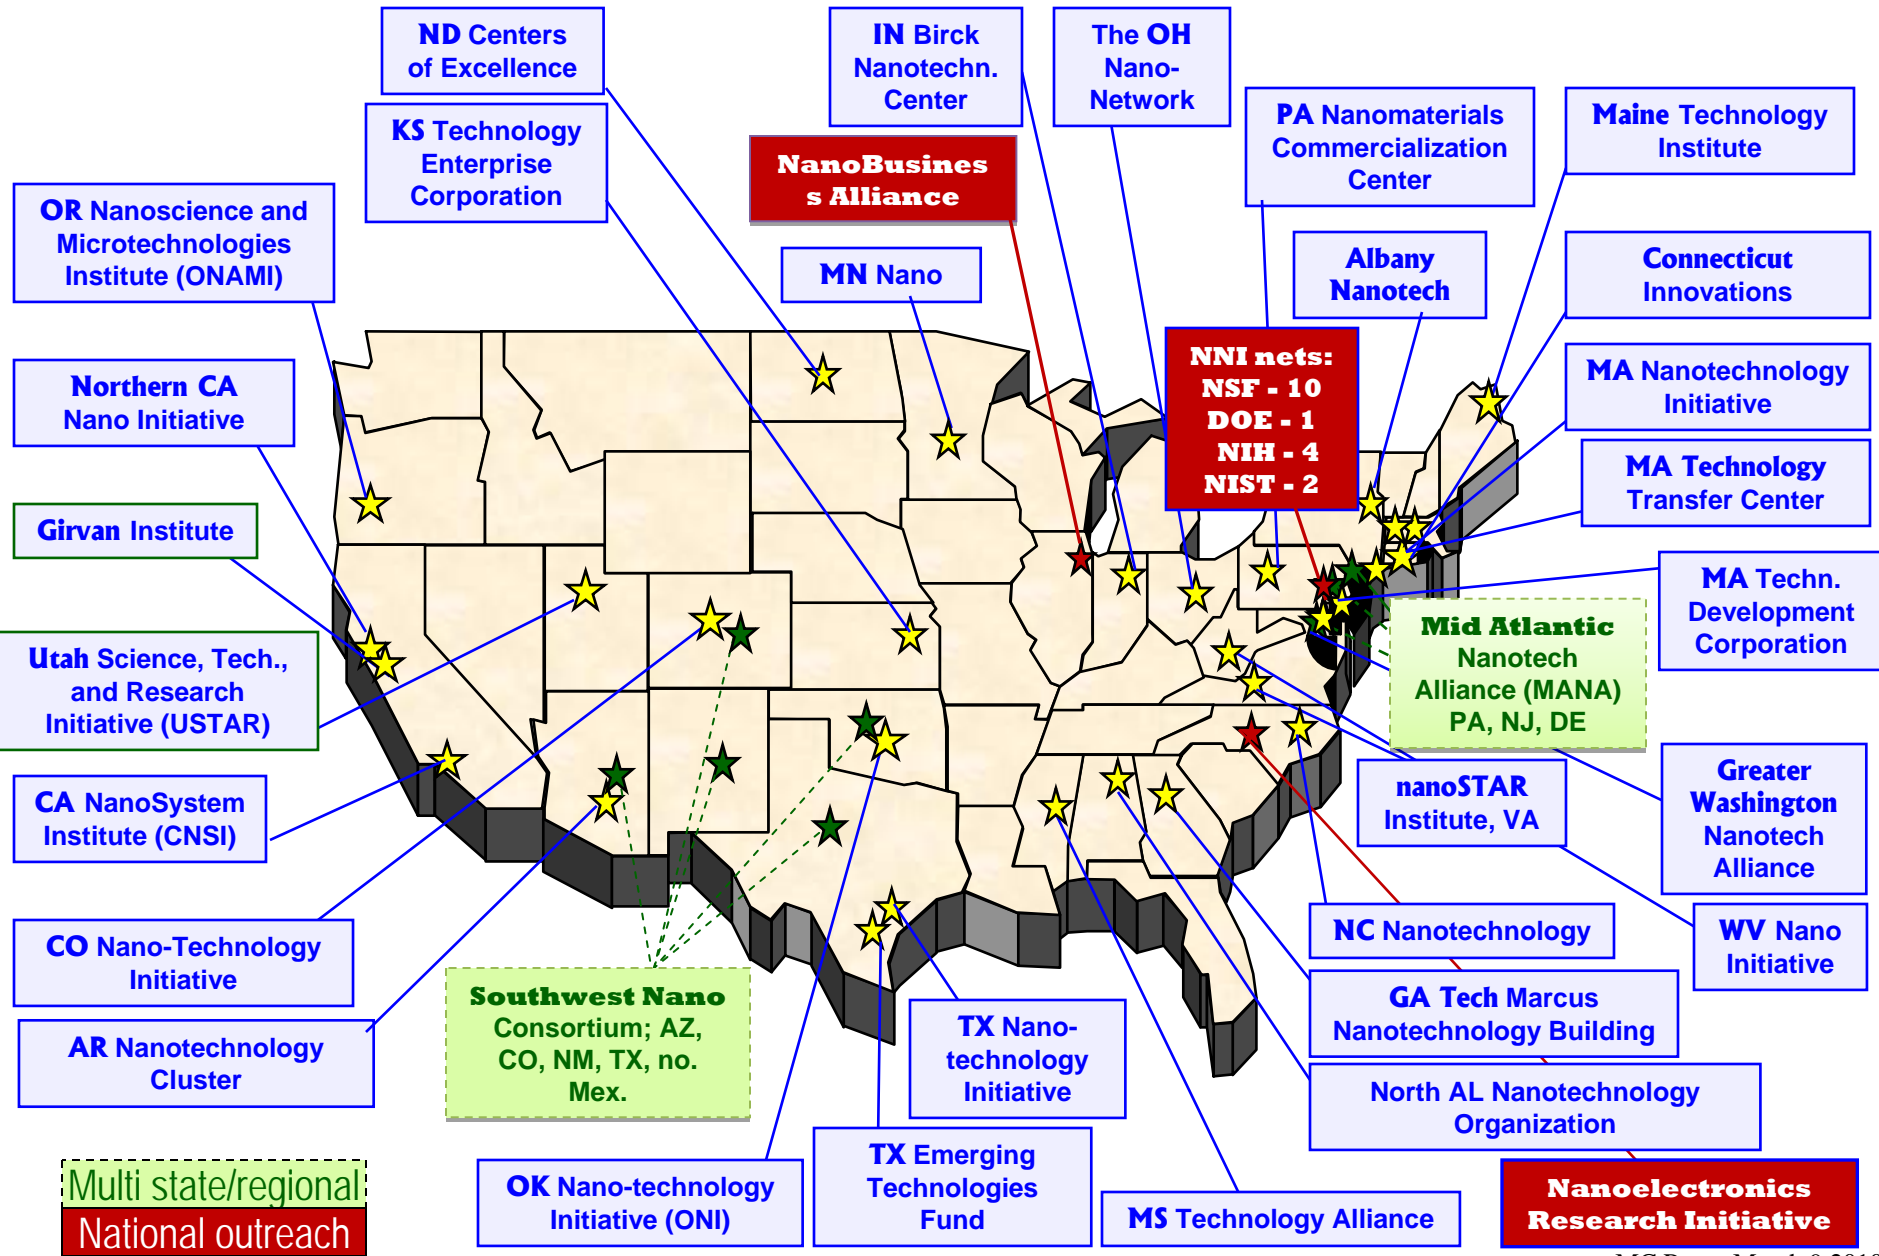 ND Centers
of Excellence
IN Birck
Nanotechn.
Center
The OH
Nano-
Network
KS Technology
Enterprise
Corporation
PA Nanomaterials
Commercialization
Center
Maine Technology
Institute
NanoBusines
s Alliance
OR Nanoscience and
Microtechnologies
Institute (ONAMI)
MN Nano
Albany
Nanotech
Connecticut
Innovations
NNI nets:
NSF - 10
DOE - 1
NIH - 4
NIST - 2
Northern CA
Nano Initiative
MA Nanotechnology
Initiative
MA Technology
Transfer Center
Girvan Institute
MA Techn.
Development
Corporation
Mid Atlantic
Nanotech
Alliance (MANA)
PA, NJ, DE
Utah Science, Tech.,
and Research
Initiative (USTAR)
CA NanoSystem
Institute (CNSI)
nanoSTAR
Institute, VA
Greater
Washington
Nanotech
Alliance
CO Nano-Technology
Initiative
NC Nanotechnology
WV Nano
Initiative
Southwest Nano
Consortium; AZ,
CO, NM, TX, no.
Mex.
GA Tech Marcus
Nanotechnology Building
AR Nanotechnology
Cluster
TX Nano-
technology
Initiative
North AL Nanotechnology
Organization
Multi state/regional
National outreach
OK Nano-technology
Initiative (ONI)
TX Emerging
Technologies
Fund
MS Technology Alliance
Nanoelectronics
Research Initiative